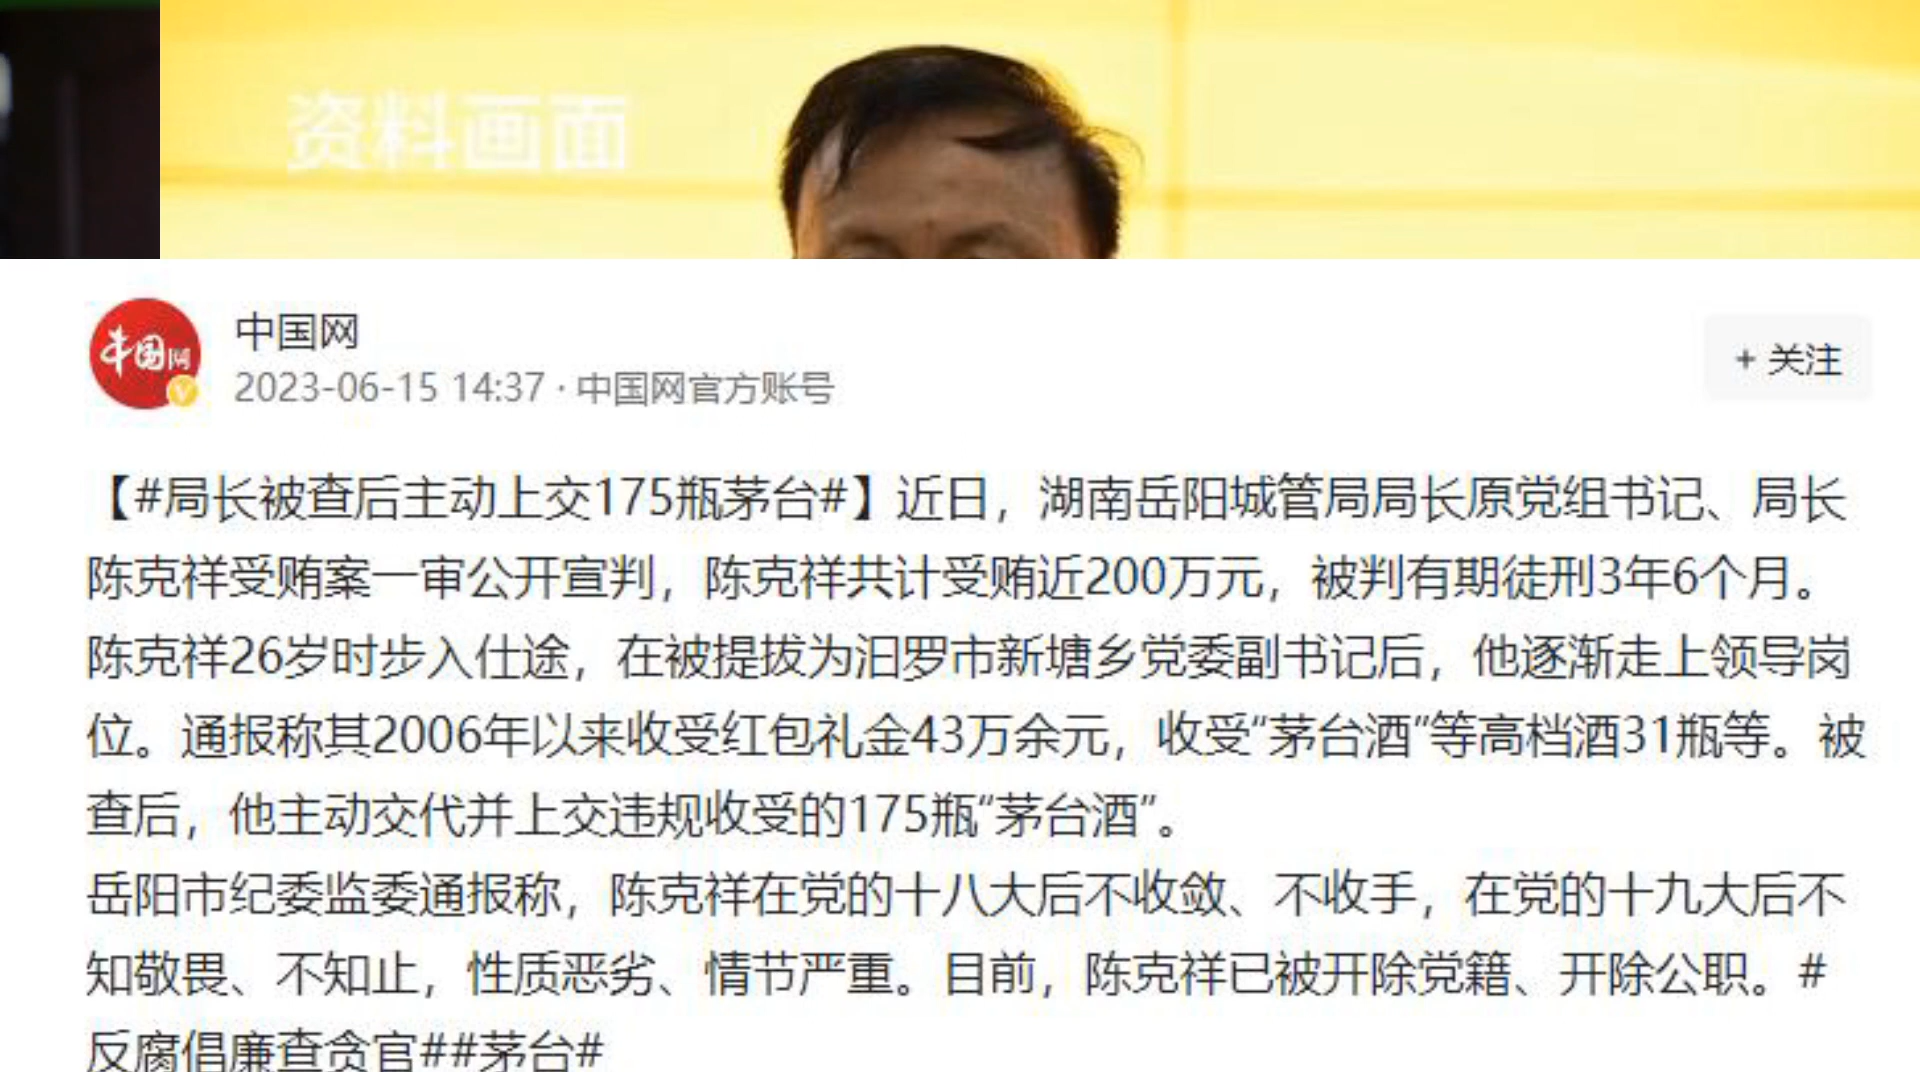 资料画面
中国网
中国网
2023-06-15 14:37 · 中国网官方账号
+ 关注
【#局长被查后主动上交175瓶茅台#】近日，湖南岳阳城管局局长原党组书记、局长
陈克祥受贿案一审公开宣判，陈克祥共计受贿近200万元，被判有期徒刑3年6个月。
陈克祥26岁时步入仕途，在被提拔为汨罗市新塘乡党委副书记后，他逐渐走上领导岗
位。通报称其2006年以来收受红包礼金43万余元，收受“茅台酒”等高档酒31瓶等。被
查后，他主动交代并上交违规收受的175瓶“茅台酒”。
岳阳市纪委监委通报称，陈克祥在党的十八大后不收敛、不收手，在党的十九大后不
知敬畏、不知止，性质恶劣、情节严重。目前，陈克祥已被开除党籍、开除公职。#
反腐倡廉查贪官##茅台#